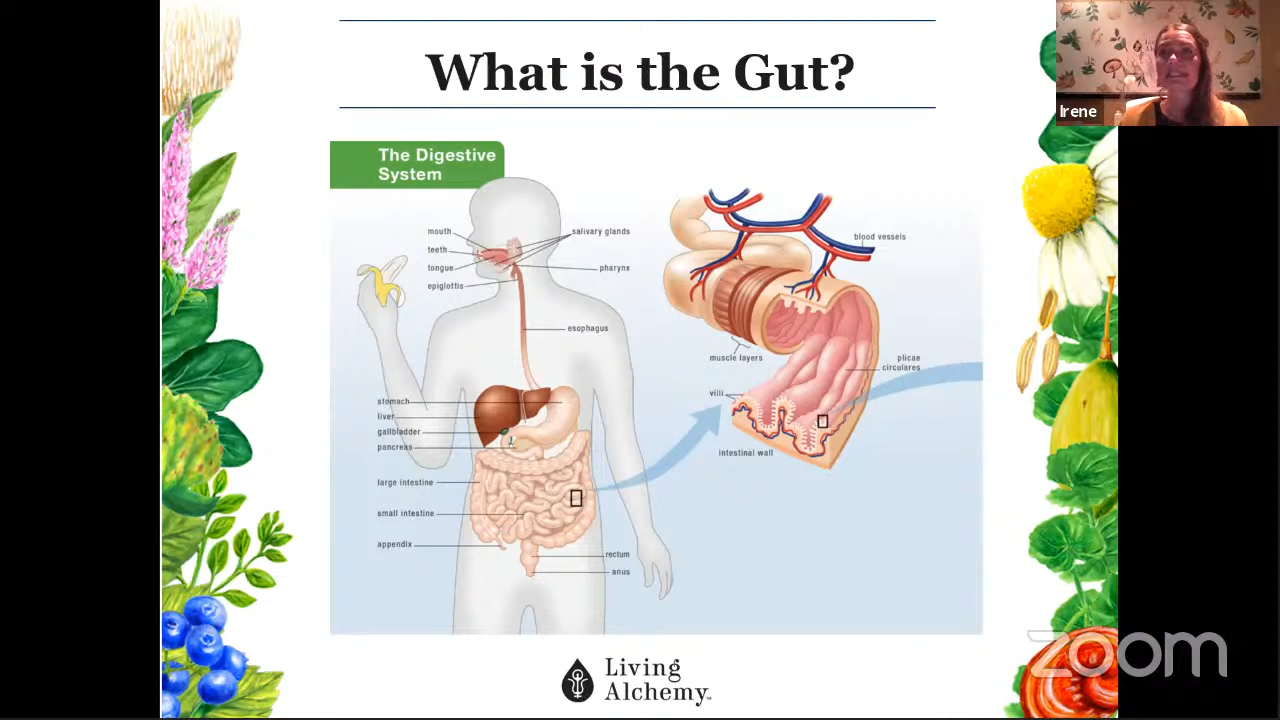 What is the Gut?
Irene
The Digestive
System
mouth
teeth
tongue
epiglottis
salivary glands
pharynx
esophagus
stomach
liver
gallbladder
pancreas
large intestine
small intestine
appendix
rectum
anus
blood vessels
muscle layers
plicae
circulares
villi
intestinal wall
Living
Alchemy™
zoom